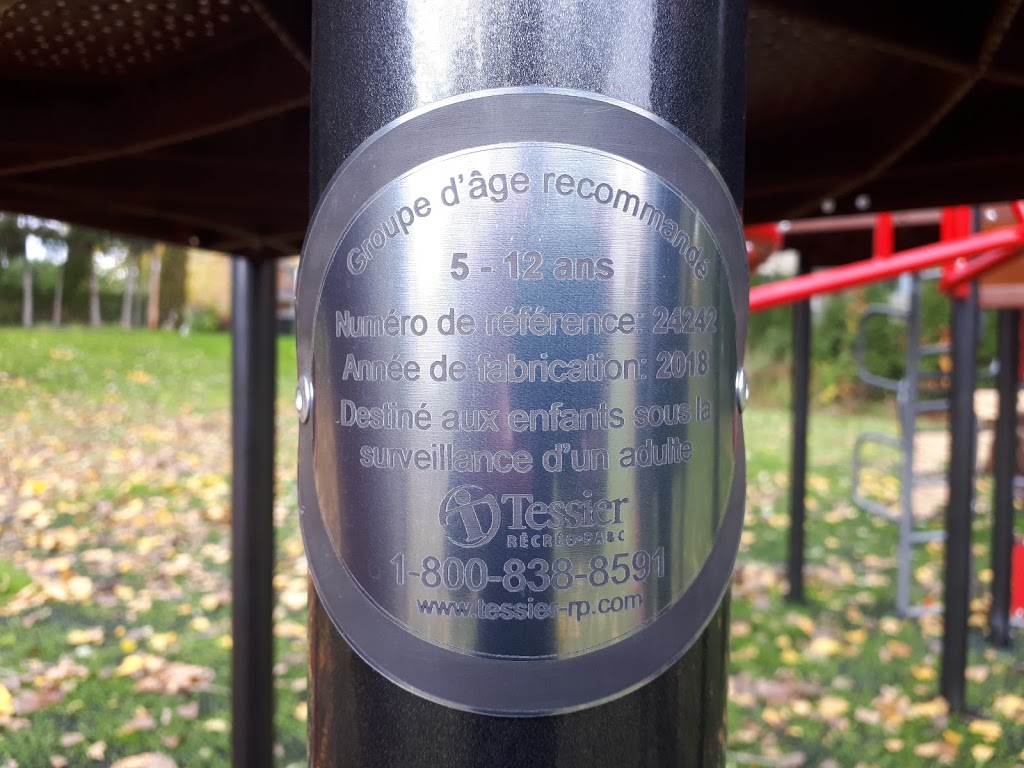 Groupe d'âge recommandé
5 - 12 ans
Numéro de référence: 24242
Année de fabrication: 2018
Destiné aux enfants sous la
surveillance d'un adulte
Tessier
RÉCRÉO-PARC
1-800-838-8591
www.tessier-rp.com